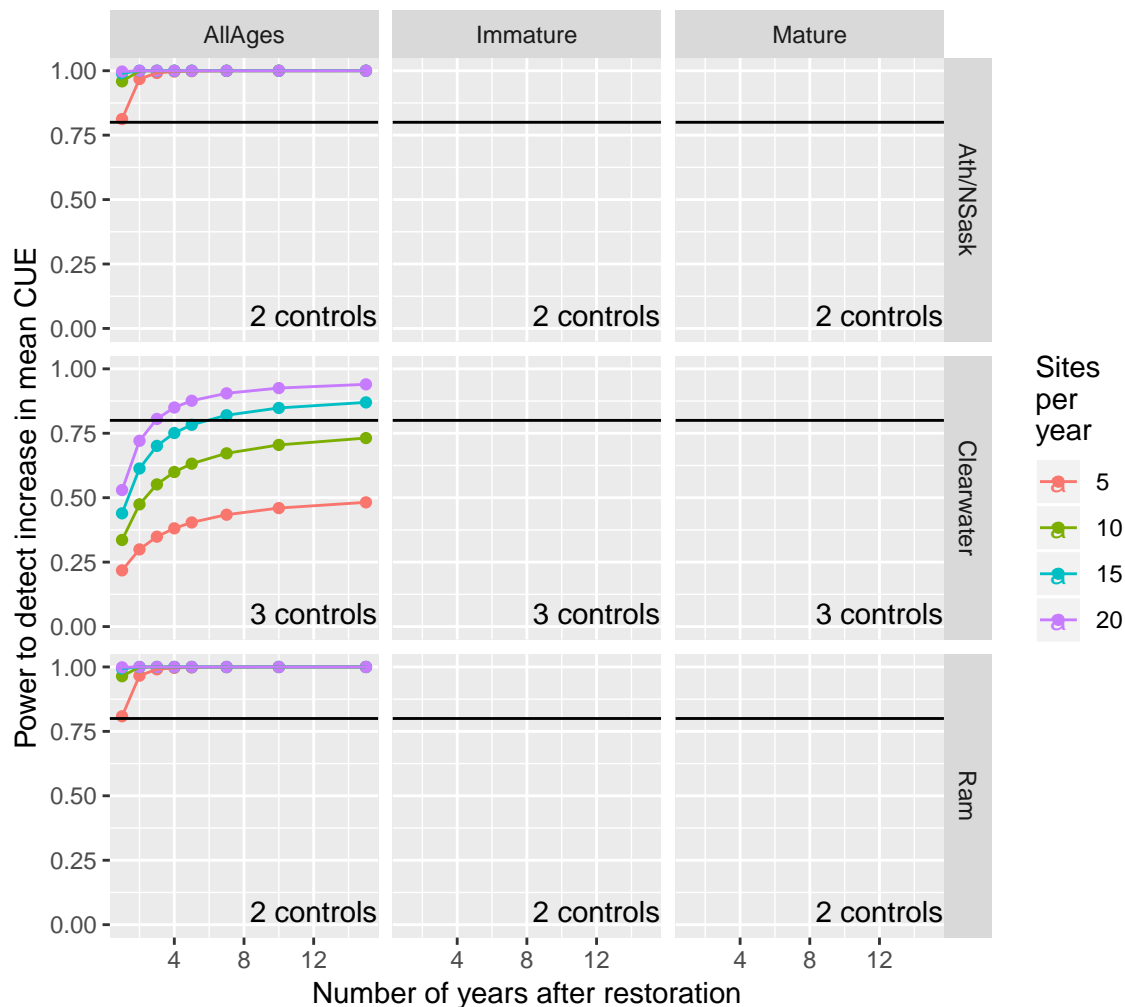 AllAges Immature Mature
1.00
0.75
0.50
0.25
0.00
2 controls 2 controls 2 controls
Ath/NSask
1.00
0.75
0.50
0.25
0.00
3 controls 3 controls 3 controls
Clearwater
1.00
0.75
0.50
0.25
0.00
2 controls 2 controls 2 controls
Ram
4 12 4 12 4 12
Number of years after restoration
Power to detect increase in mean CUE
Sites
per
year
a 5
a 10
a 15
a 20